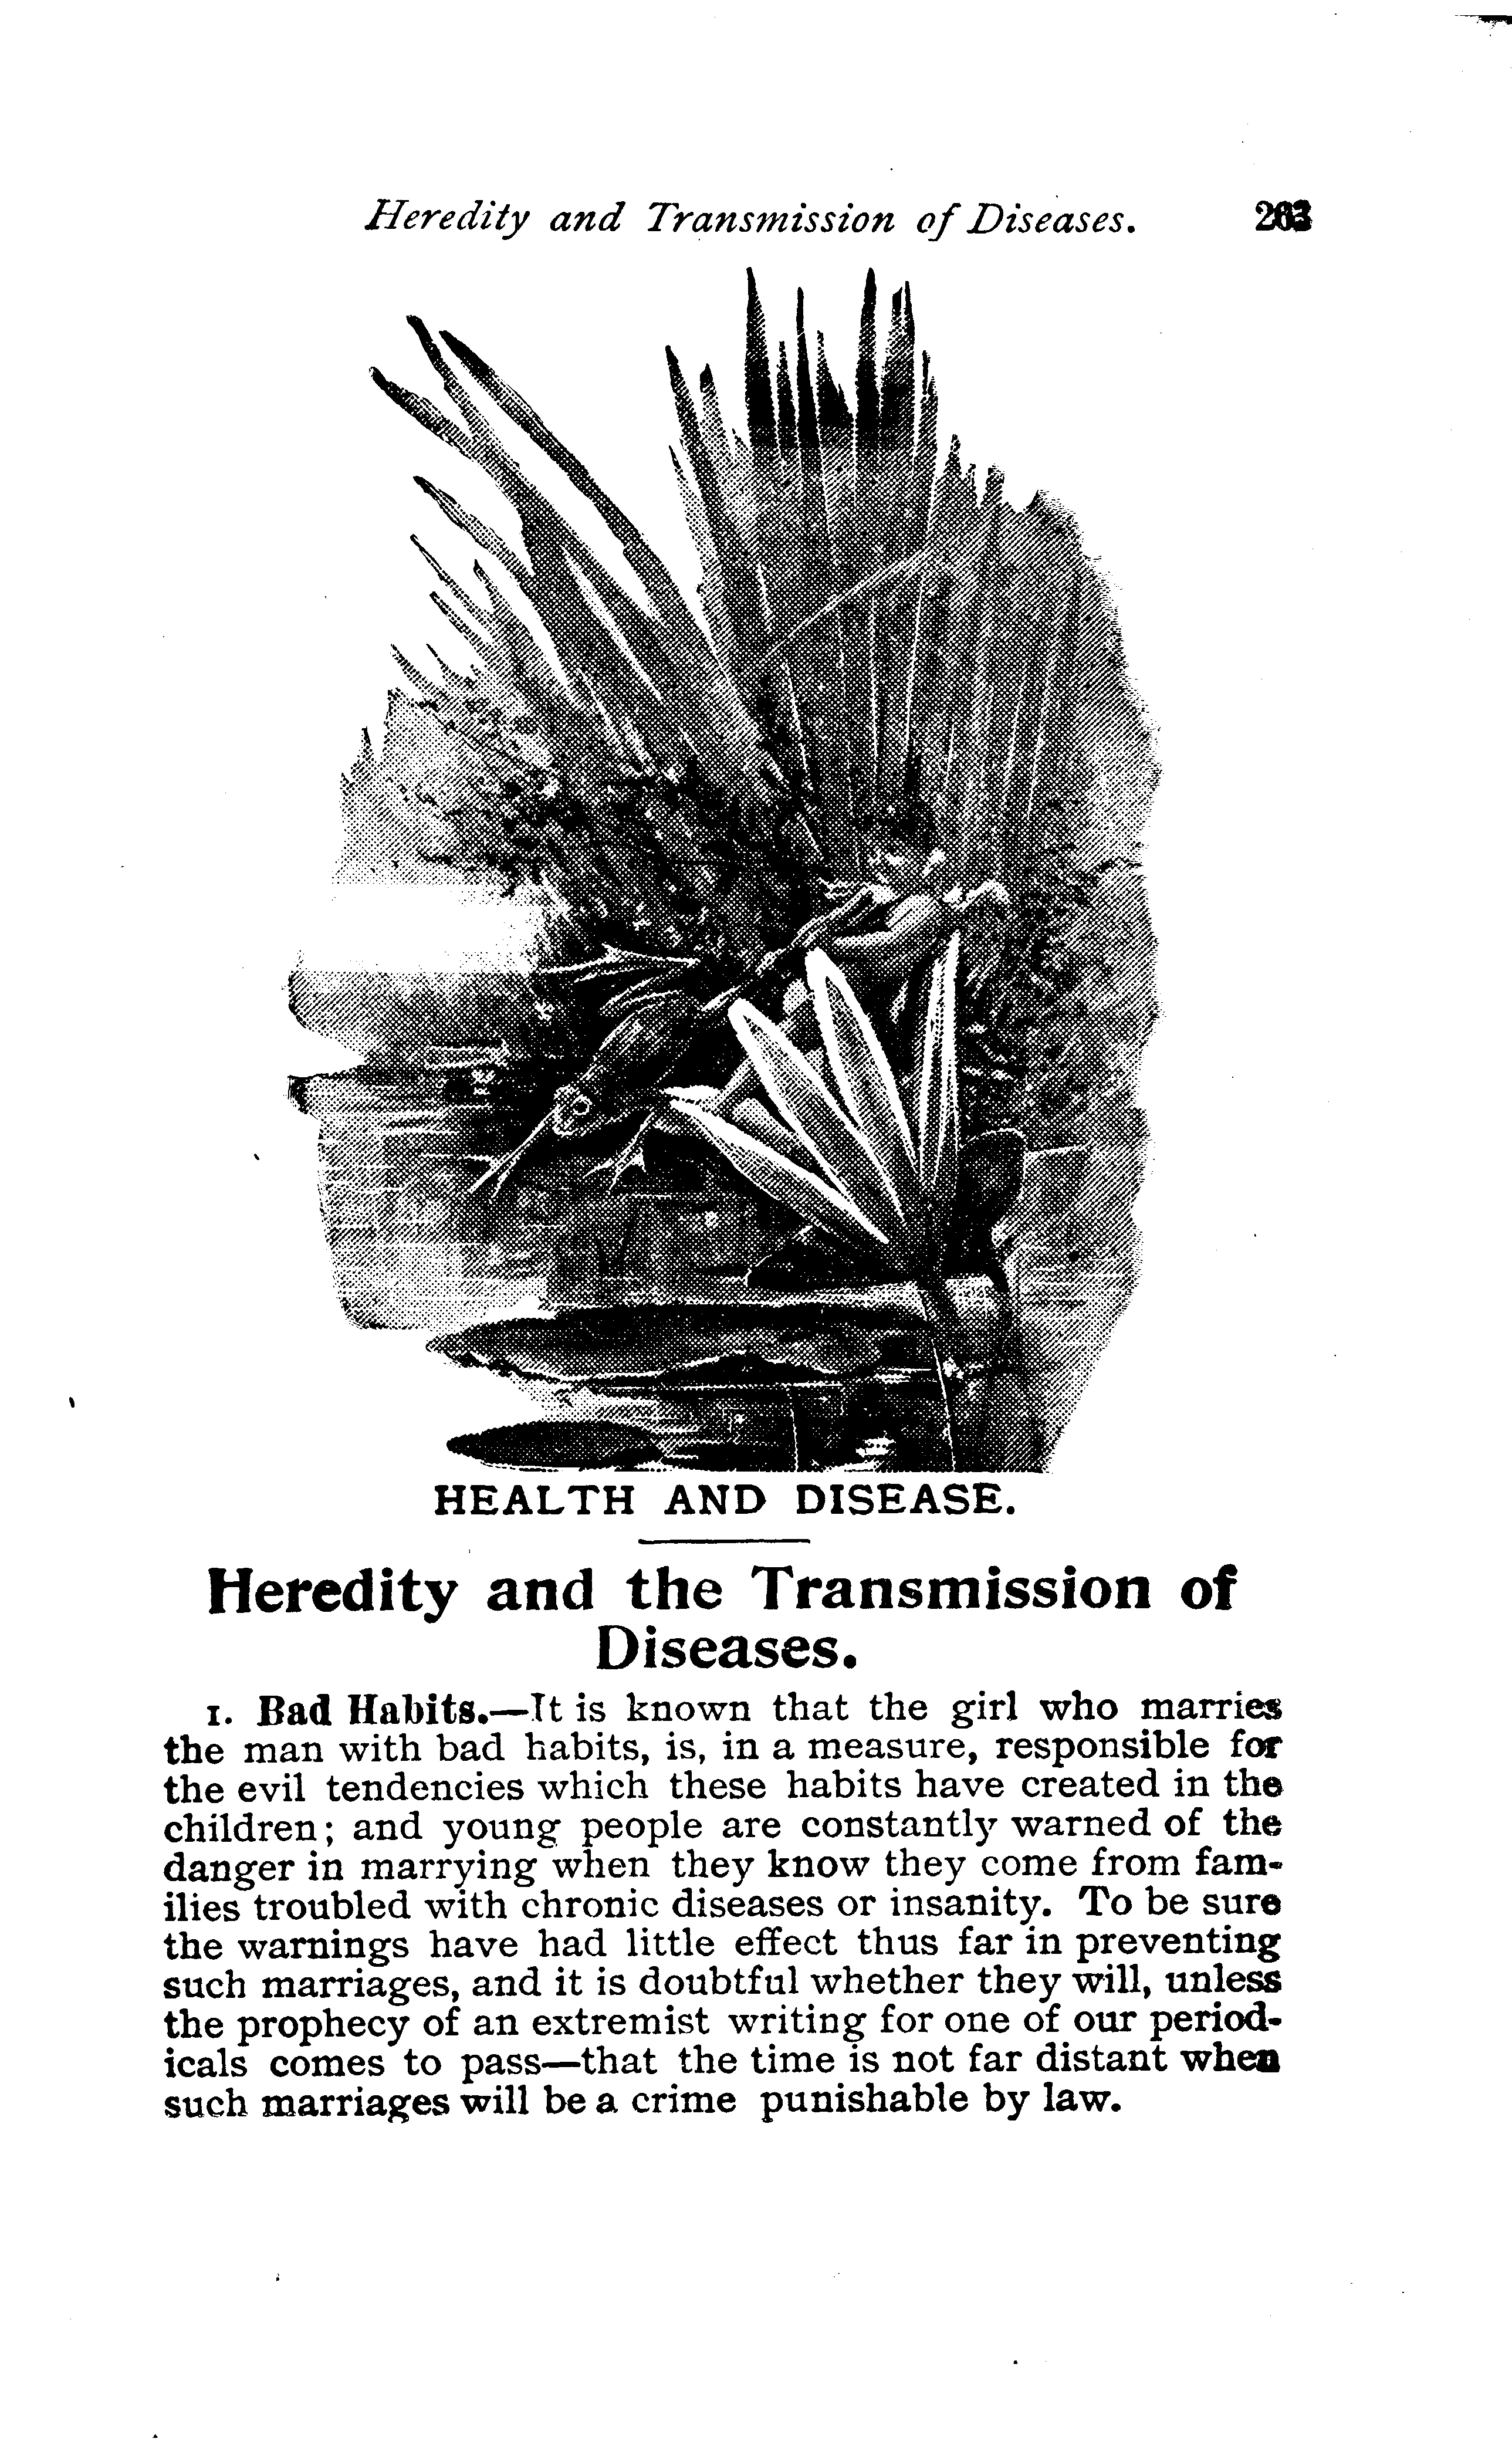 Heredity and Transmission of Diseases. 263
HEALTH AND DISEASE.
Heredity and the Transmission of
Diseases.
1. Bad Habits.—It is known that the girl who marries
the man with bad habits, is, in a measure, responsible for
the evil tendencies which these habits have created in the
children; and young people are constantly warned of the
danger in marrying when they know they come from fam-
ilies troubled with chronic diseases or insanity. To be sure
the warnings have had little effect thus far in preventing
such marriages, and it is doubtful whether they will, unless
the prophecy of an extremist writing for one of our period-
icals comes to pass—that the time is not far distant when
such marriages will be a crime punishable by law.